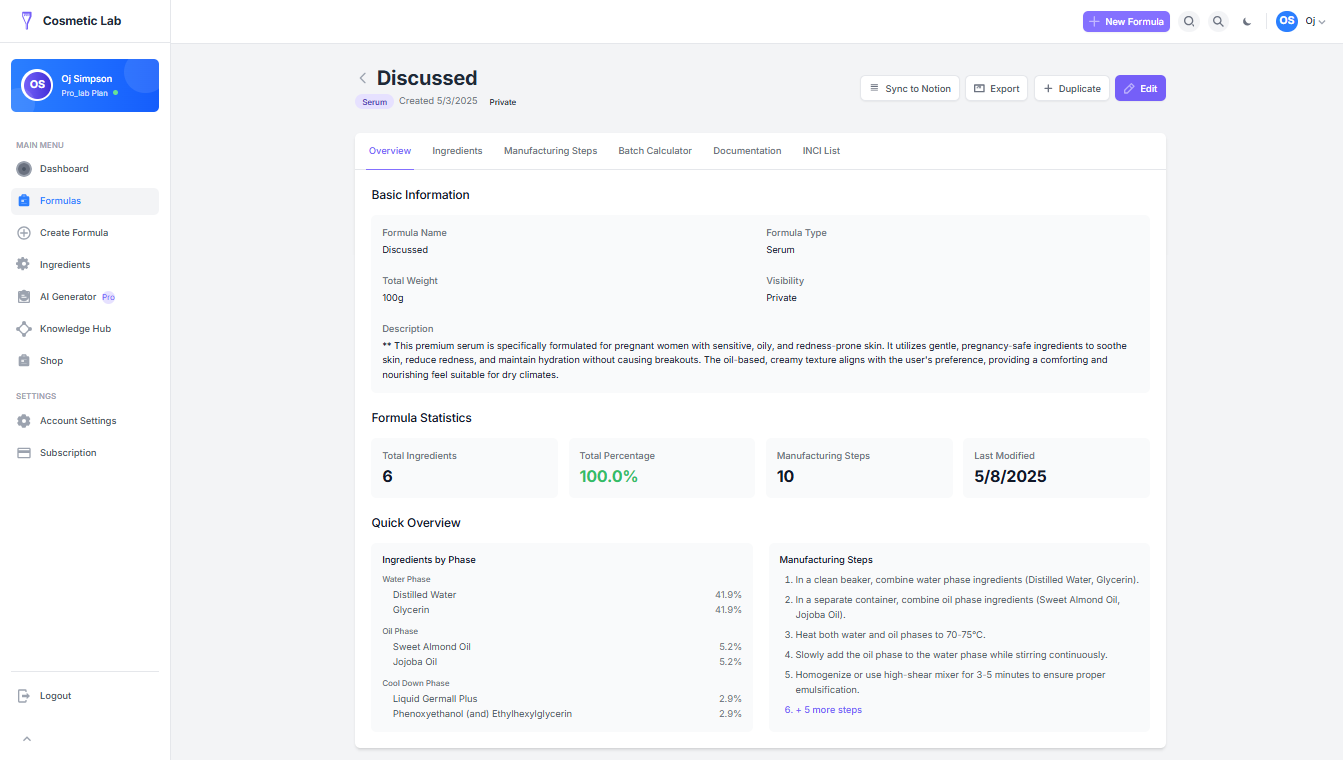 Cosmetic Lab
New Formula
OS
Oj
OS
Oj Simpson
Pro_lab Plan
MAIN MENU
Dashboard
Formulas
Create Formula
Ingredients
AI Generator Pro
Knowledge Hub
Shop
SETTINGS
Account Settings
Subscription
Logout
Discussed
Serum Created 5/3/2025 Private
Sync to Notion
Export
Duplicate
Edit
Overview Ingredients Manufacturing Steps Batch Calculator Documentation INCI List
Basic Information
Formula Name
Discussed
Formula Type
Serum
Total Weight
100g
Visibility
Private
Description
** This premium serum is specifically formulated for pregnant women with sensitive, oily, and redness-prone skin. It utilizes gentle, pregnancy-safe ingredients to soothe
skin, reduce redness, and maintain hydration without causing breakouts. The oil-based, creamy texture aligns with the user's preference, providing a comforting and
nourishing feel suitable for dry climates.
Formula Statistics
Total Ingredients
6
Total Percentage
100.0%
Manufacturing Steps
10
Last Modified
5/8/2025
Quick Overview
Ingredients by Phase
Water Phase
Distilled Water 41.9%
Glycerin 41.9%
Oil Phase
Sweet Almond Oil 5.2%
Jojoba Oil 5.2%
Cool Down Phase
Liquid Germall Plus 2.9%
Phenoxyethanol (and) Ethylhexylglycerin 2.9%
Manufacturing Steps
1. In a clean beaker, combine water phase ingredients (Distilled Water, Glycerin).
2. In a separate container, combine oil phase ingredients (Sweet Almond Oil,
Jojoba Oil).
3. Heat both water and oil phases to 70-75°C.
4. Slowly add the oil phase to the water phase while stirring continuously.
5. Homogenize or use high-shear mixer for 3-5 minutes to ensure proper
emulsification.
6. + 5 more steps